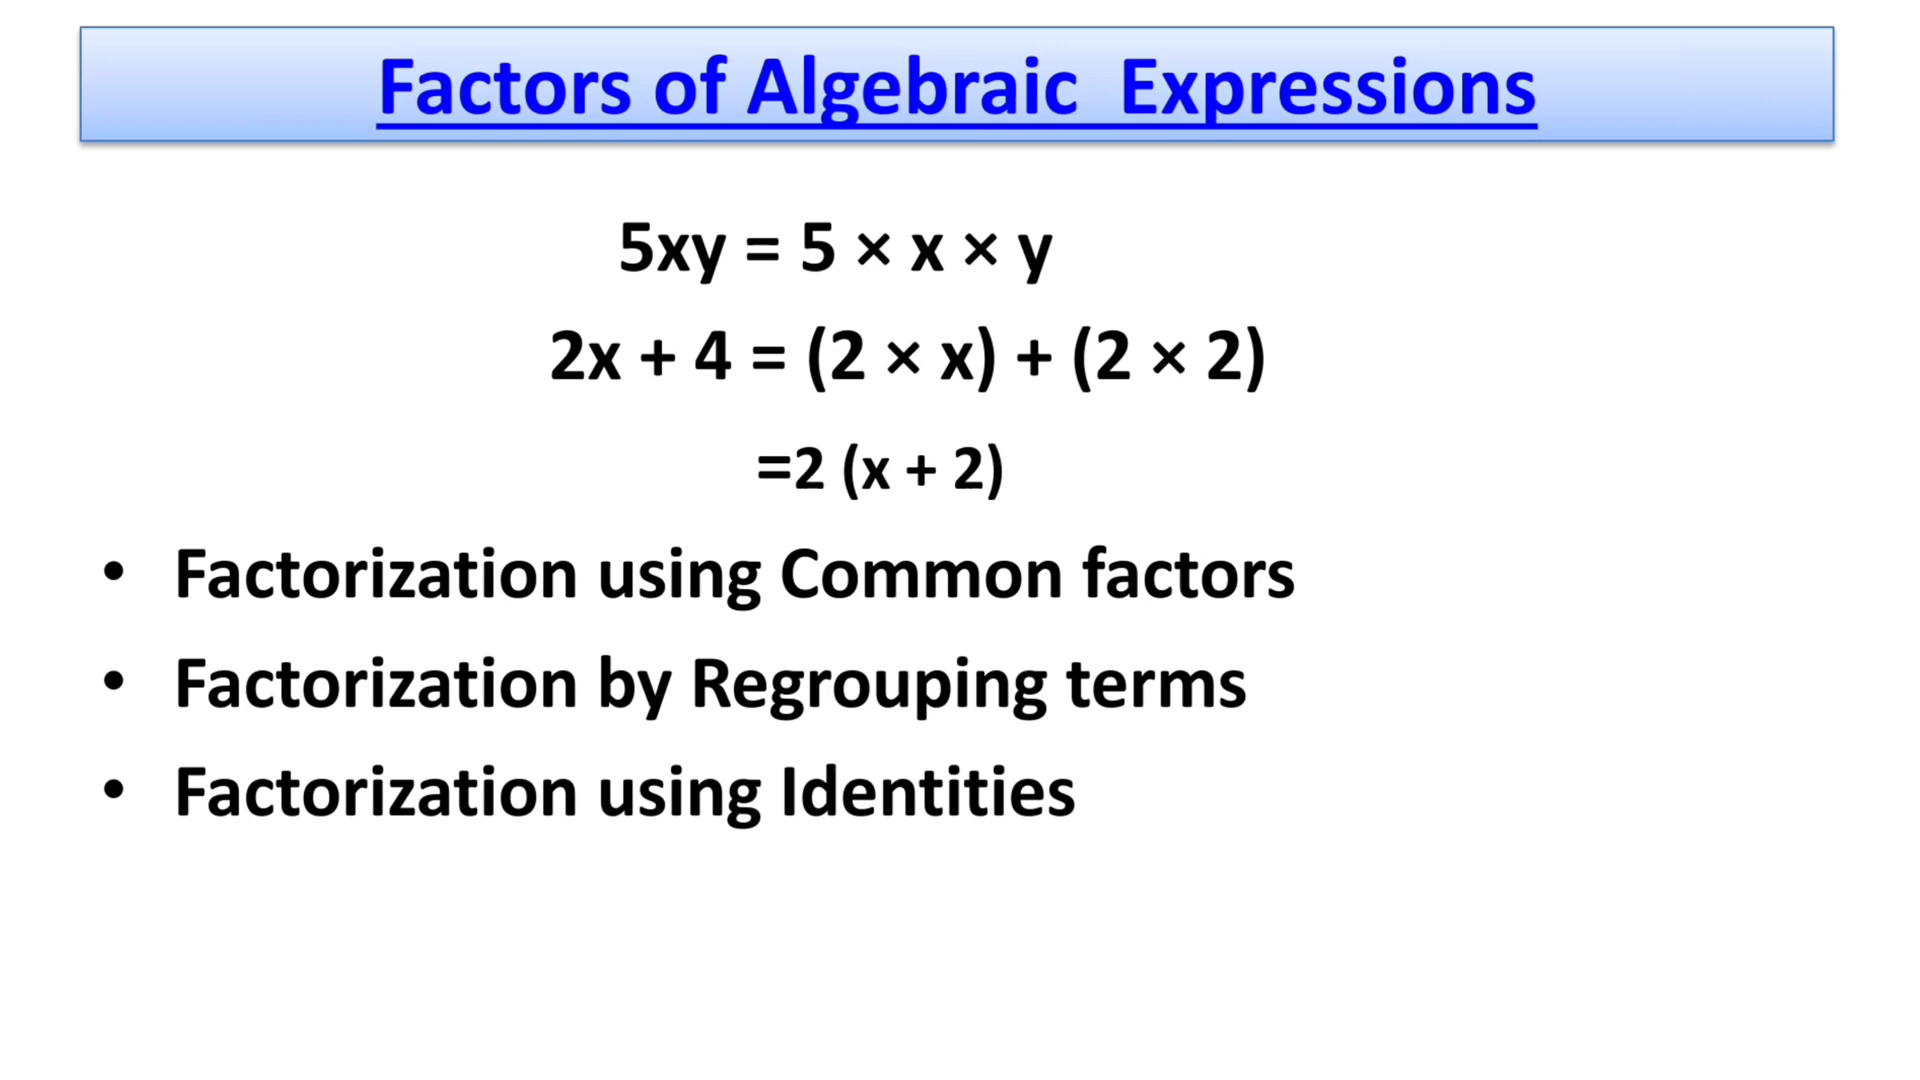 Factors of Algebraic  Expressions
5xy = 5 × x × y
2x + 4 = (2 × x) + (2 × 2)
=2 (x + 2)
• Factorization using Common factors
• Factorization by Regrouping terms
• Factorization using Identities